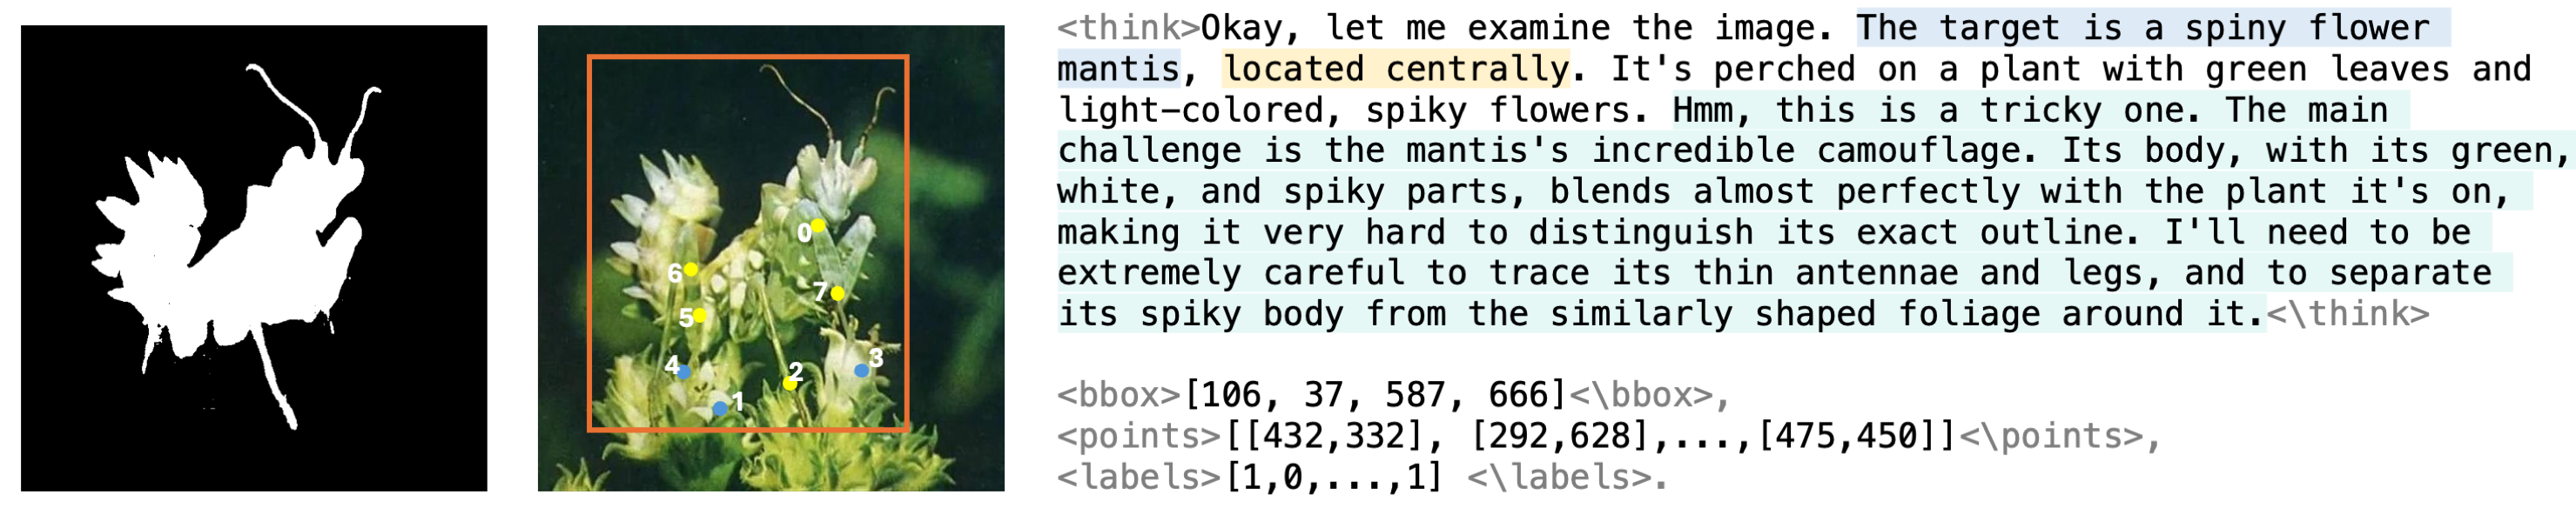 0
6
7
5
4
2
3
1
<think>Okay, let me examine the image. The target is a spiny flower
mantis, located centrally. It's perched on a plant with green leaves and
light-colored, spiky flowers. Hmm, this is a tricky one. The main
challenge is the mantis's incredible camouflage. Its body, with its green,
white, and spiky parts, blends almost perfectly with the plant it's on,
making it very hard to distinguish its exact outline. I'll need to be
extremely careful to trace its thin antennae and legs, and to separate
its spiky body from the similarly shaped foliage around it.<\think>
<bbox>[106, 37, 587, 666]<\bbox>,
<points>[[432,332], [292,628],...,[475,450]]<\points>,
<labels>[1,0,...,1] <\labels>.